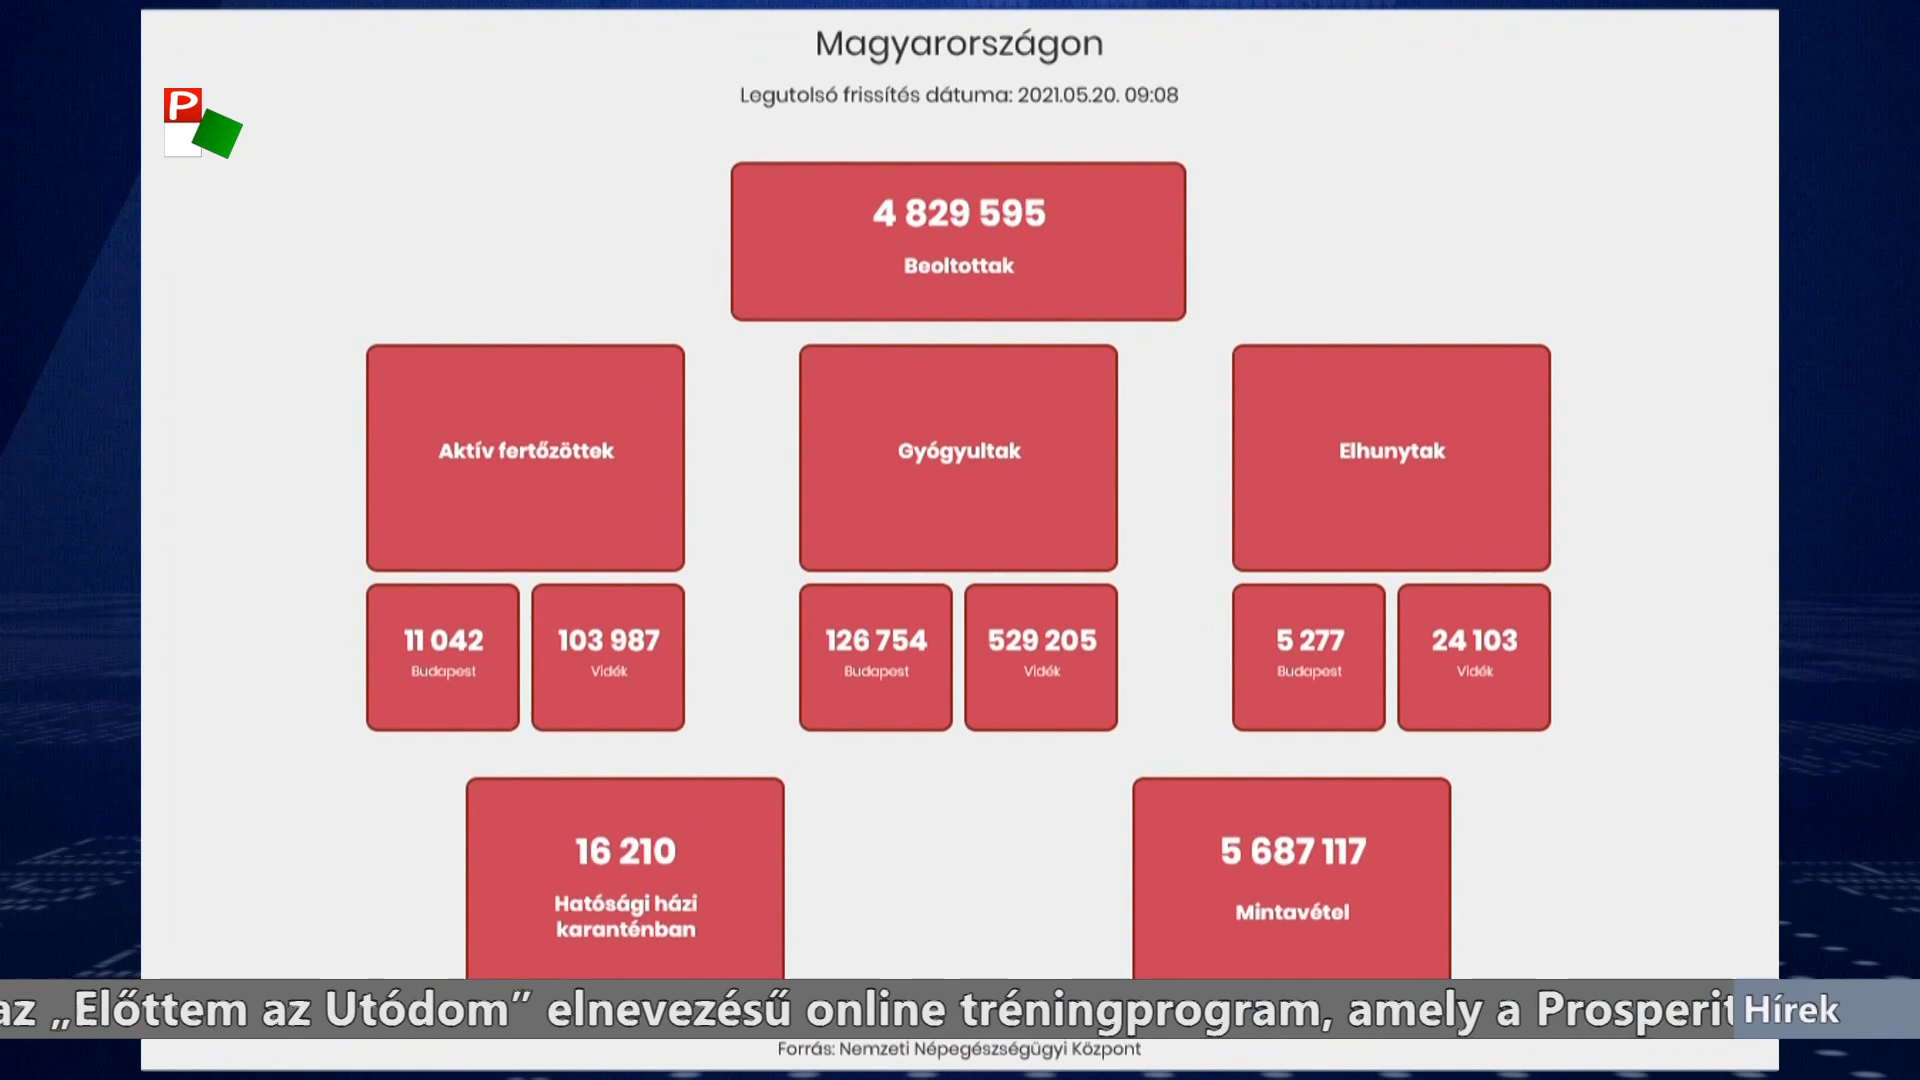 Magyarországon
Legutolsó frissítés dátuma: 2021.05.20. 09:08
P
4 829 595
Beoltottak
Aktív fertőzöttek
Gyógyultak
Elhunytak
11 042
Budapest
103 987
Vidék
126 754
Budapest
529 205
Vidék
5 277
Budapest
24 103
Vidék
16 210
Hatósági házi
karanténban
5 687 117
Mintavétel
az „Előttem az Utódom” elnevezésű online tréningprogram, amely a Prosperit
Hírek
Forrás: Nemzeti Népegészségügyi Központ